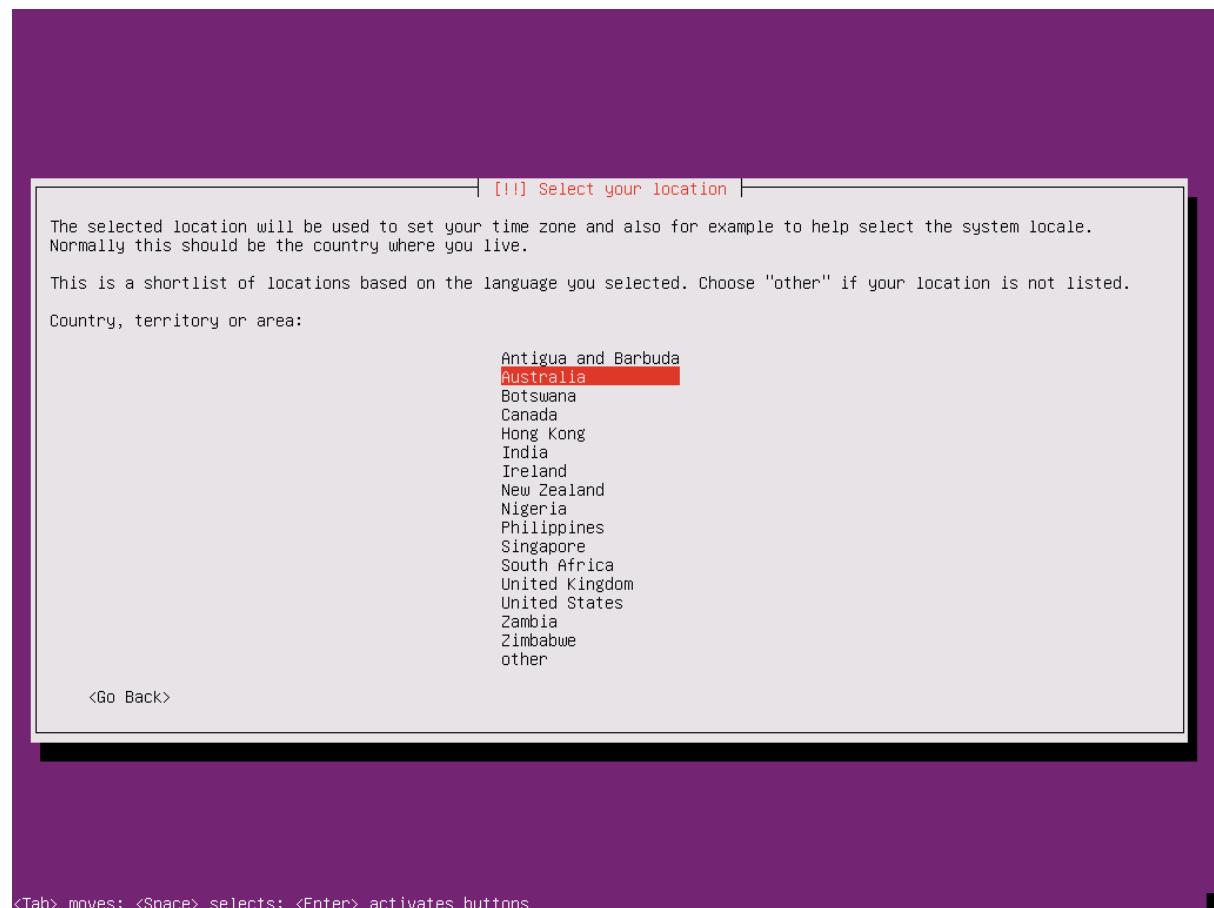 [!!] Select your location
The selected location will be used to set your time zone and also for example to help select the system locale.
Normally this should be the country where you live.
This is a shortlist of locations based on the language you selected. Choose "other" if your location is not listed.
Country, territory or area:
Antigua and Barbuda
Australia
Botswana
Canada
Hong Kong
India
Ireland
New Zealand
Nigeria
Philippines
Singapore
South Africa
United Kingdom
United States
Zambia
Zimbabwe
other
<Go Back>
<Tab> moves; <Space> selects; <Enter> activates buttons